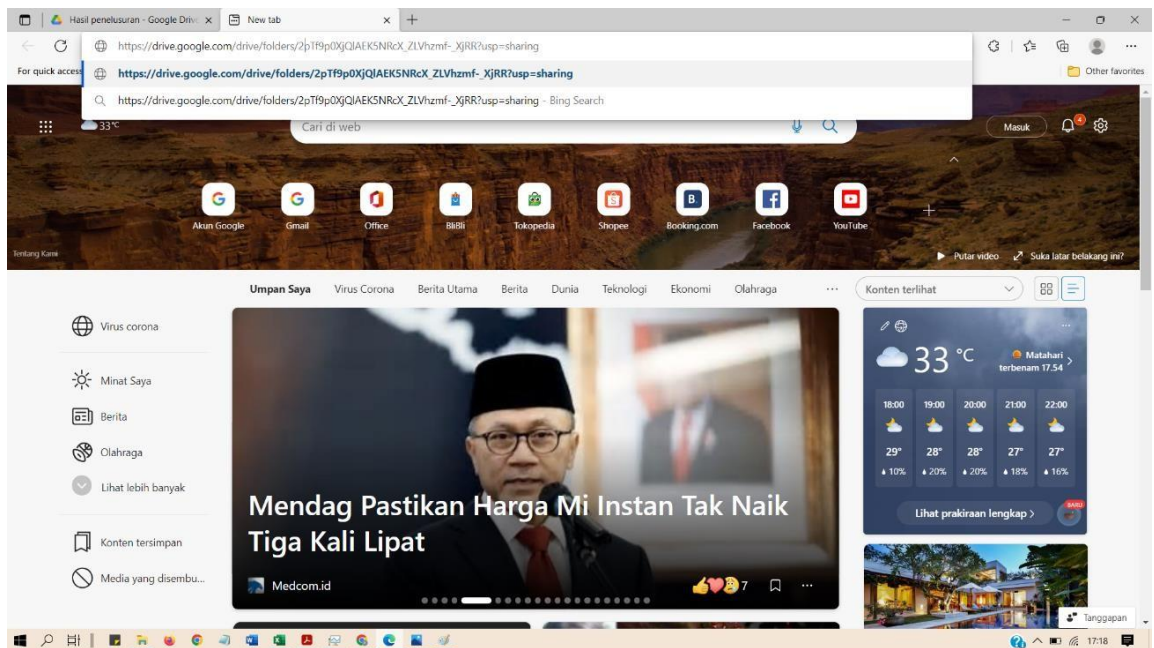 Hasil penelusuran - Google Driv
New tab
https://drive.google.com/drive/folders/2pTf9p0XjQlAEK5NRcX_ZLVhzmf-_XjRR?usp=sharing
For quick access
https://drive.google.com/drive/folders/2pTf9p0XjQlAEK5NRcX_ZLVhzmf-_XjRR?usp=sharing
Other favorites
https://drive.google.com/drive/folders/2pTf9p0XjQlAEK5NRcX_ZLVhzmf-_XjRR?usp=sharing - Bing Search
33°C
Cari di web
Masuk
4
Akun Google
Gmail
Office
BliBli
Tokopedia
Shopee
B.
Booking.com
Facebook
YouTube
Tentang Kami
Putar video
Suka latar belakang ini?
Umpan Saya Virus Corona Berita Utama Berita Dunia Teknologi Ekonomi Olahraga ...
Konten terlihat
Virus corona
Minat Saya
Berita
Olahraga
Lihat lebih banyak
Konten tersimpan
Media yang disembu...
Mendag Pastikan Harga Mi Instan Tak Naik
Tiga Kali Lipat
Medcom.id
7
33 °C
Matahari
terbenam 17.54
18:00 19:00 20:00 21:00 22:00
29° 28° 28° 27° 27°
10% 20% 20% 18% 16%
Lihat prakiraan lengkap
BARU
Tanggapan
17:18